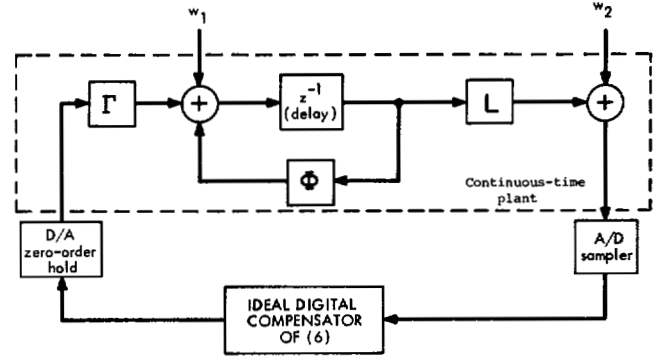 w₁
w₂
Γ
+
z⁻¹
(delay)
L
+
Φ
Continuous-time
plant
D/A
zero-order
hold
A/D
sampler
IDEAL DIGITAL
COMPENSATOR
OF (6)